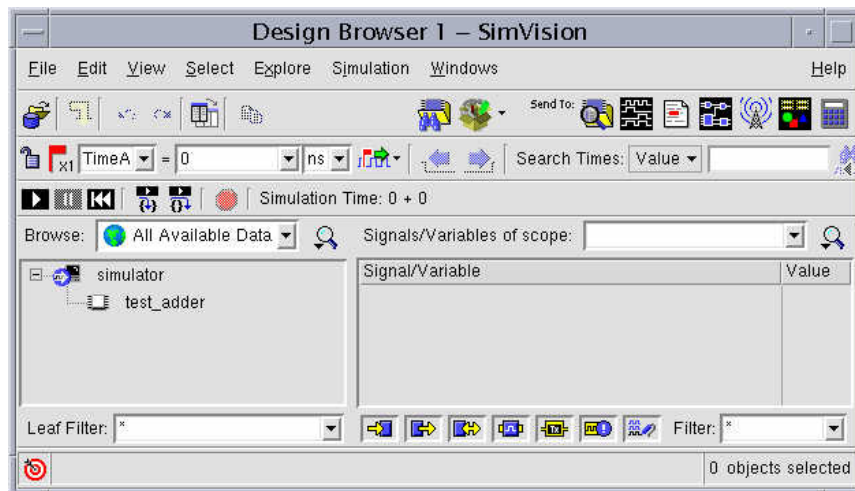 Design Browser 1 – SimVision
File Edit View Select Explore Simulation Windows Help
Send To:
x1 TimeA = 0 ns Search Times: Value
Simulation Time: 0 + 0
Browse: All Available Data Signals/Variables of scope:
simulator Signal/Variable Value
test_adder
Leaf Filter: * Filter: *
0 objects selected